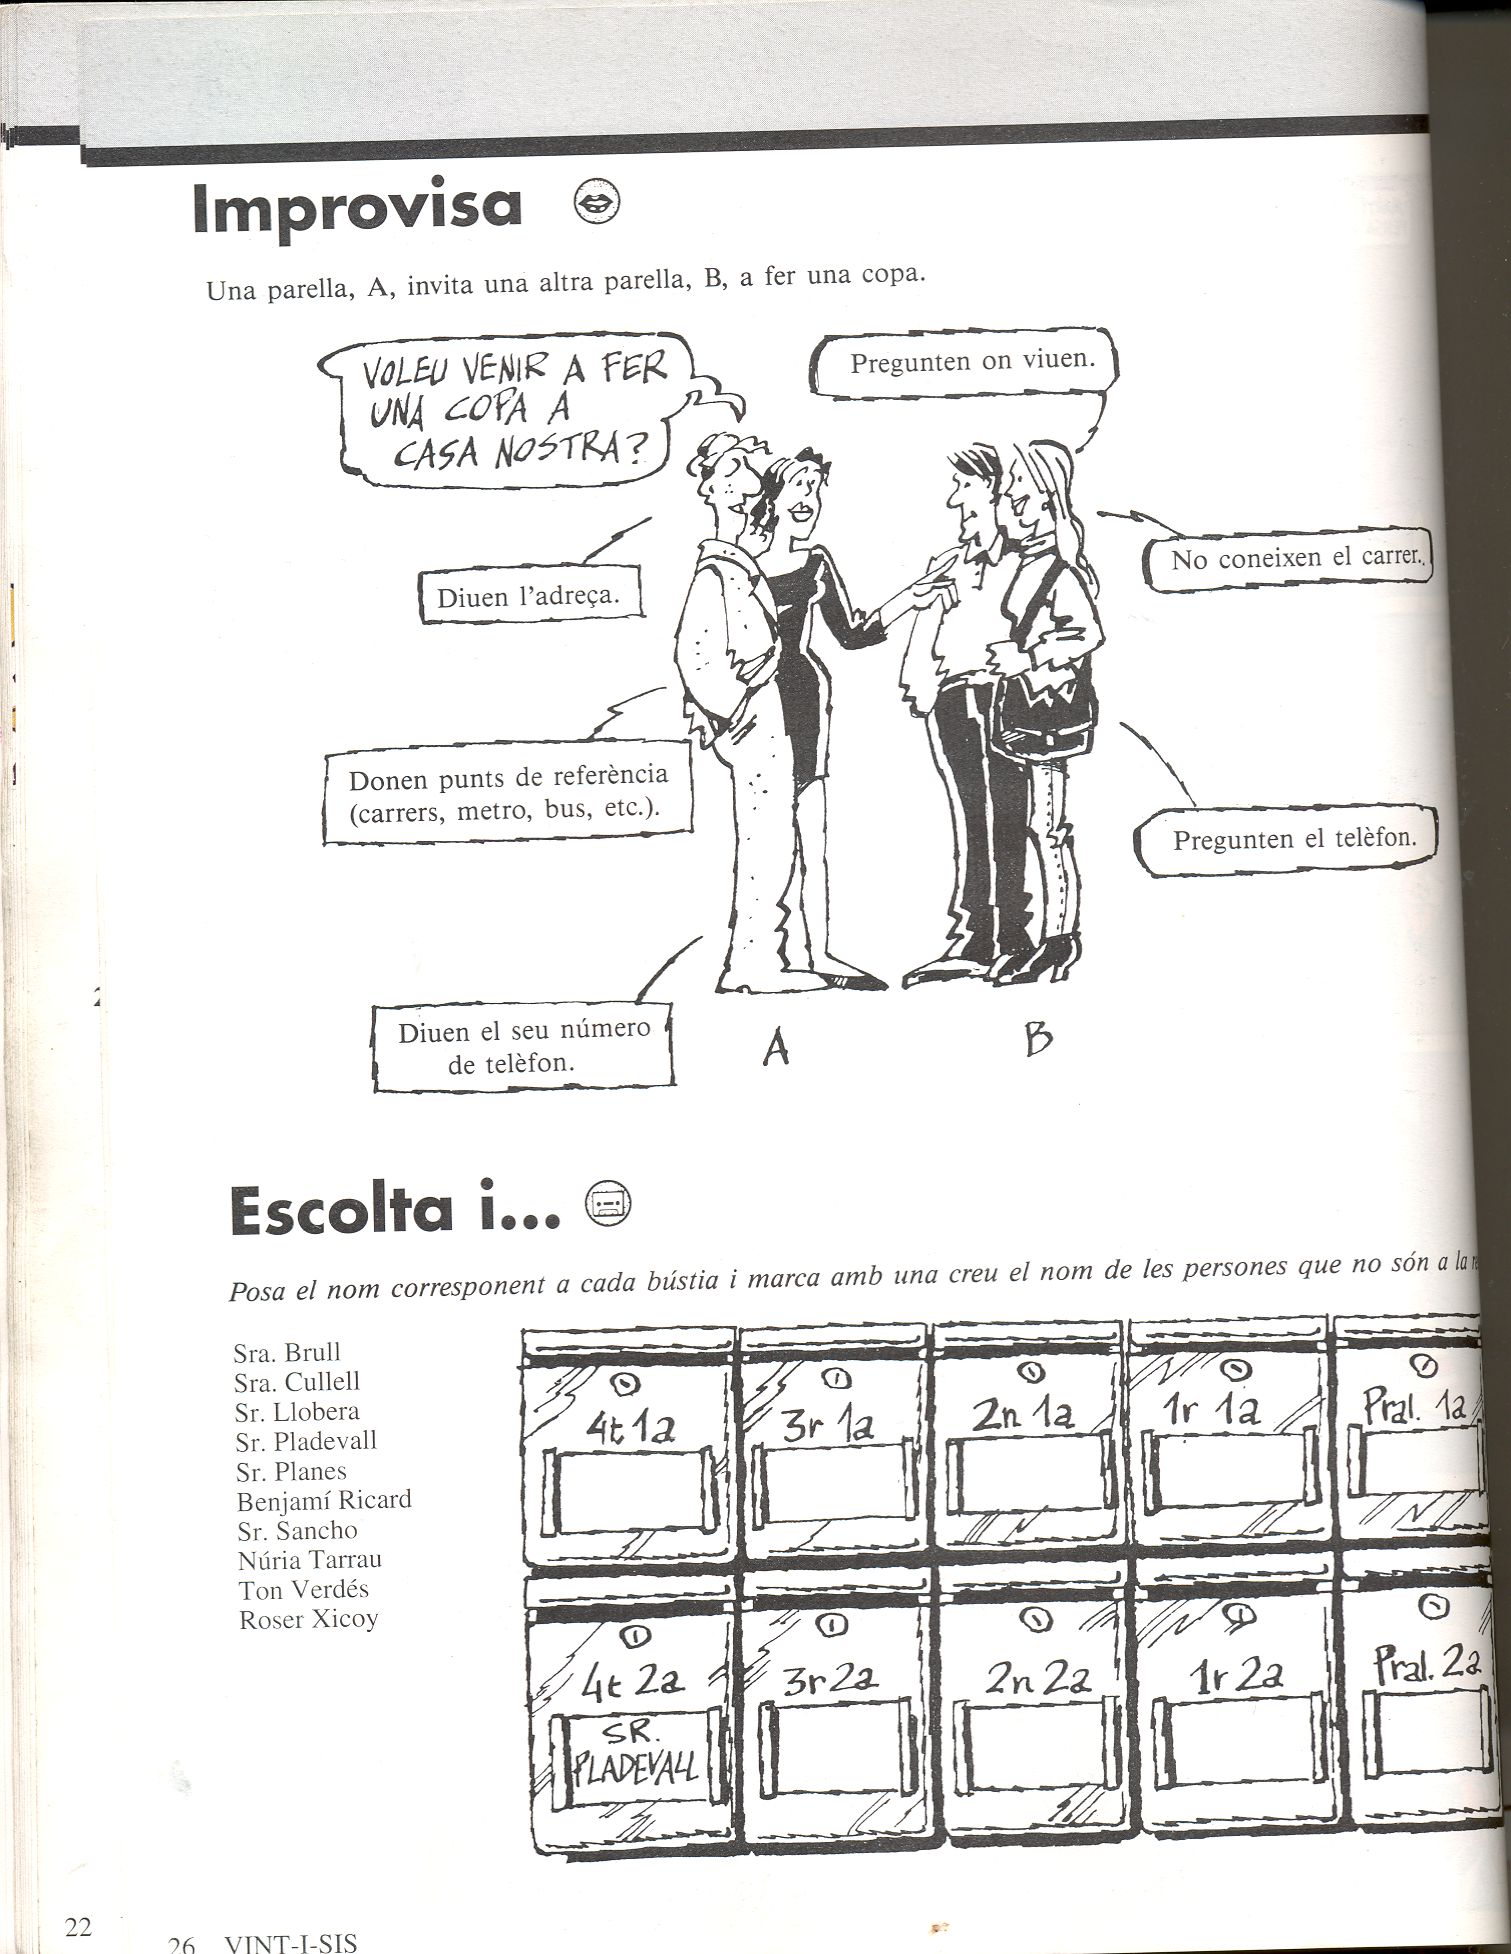 Improvisa
Una parella, A, invita una altra parella, B, a fer una copa.
VOLEU VENIR A FER
UNA COPA A
CASA NOSTRA?
Pregunten on viuen.
Diuen l'adreça.
No coneixen el carrer.
Donen punts de referència
(carrers, metro, bus, etc.).
Pregunten el telèfon.
Diuen el seu número
de telèfon.
A
B
Escolta i...
Posa el nom corresponent a cada bústia i marca amb una creu el nom de les persones que no són a la
Sra. Brull
Sra. Cullell
Sr. Llobera
Sr. Pladevall
Sr. Planes
Benjamí Ricard
Sr. Sancho
Núria Tarrau
Ton Verdés
Roser Xicoy
4t 1a
3r 1a
2n 1a
1r 1a
Pral. 1a
4t 2a
3r 2a
2n 2a
1r 2a
Pral. 2a
SR.
PLADEVALL
22
26 VINT-I-SIS